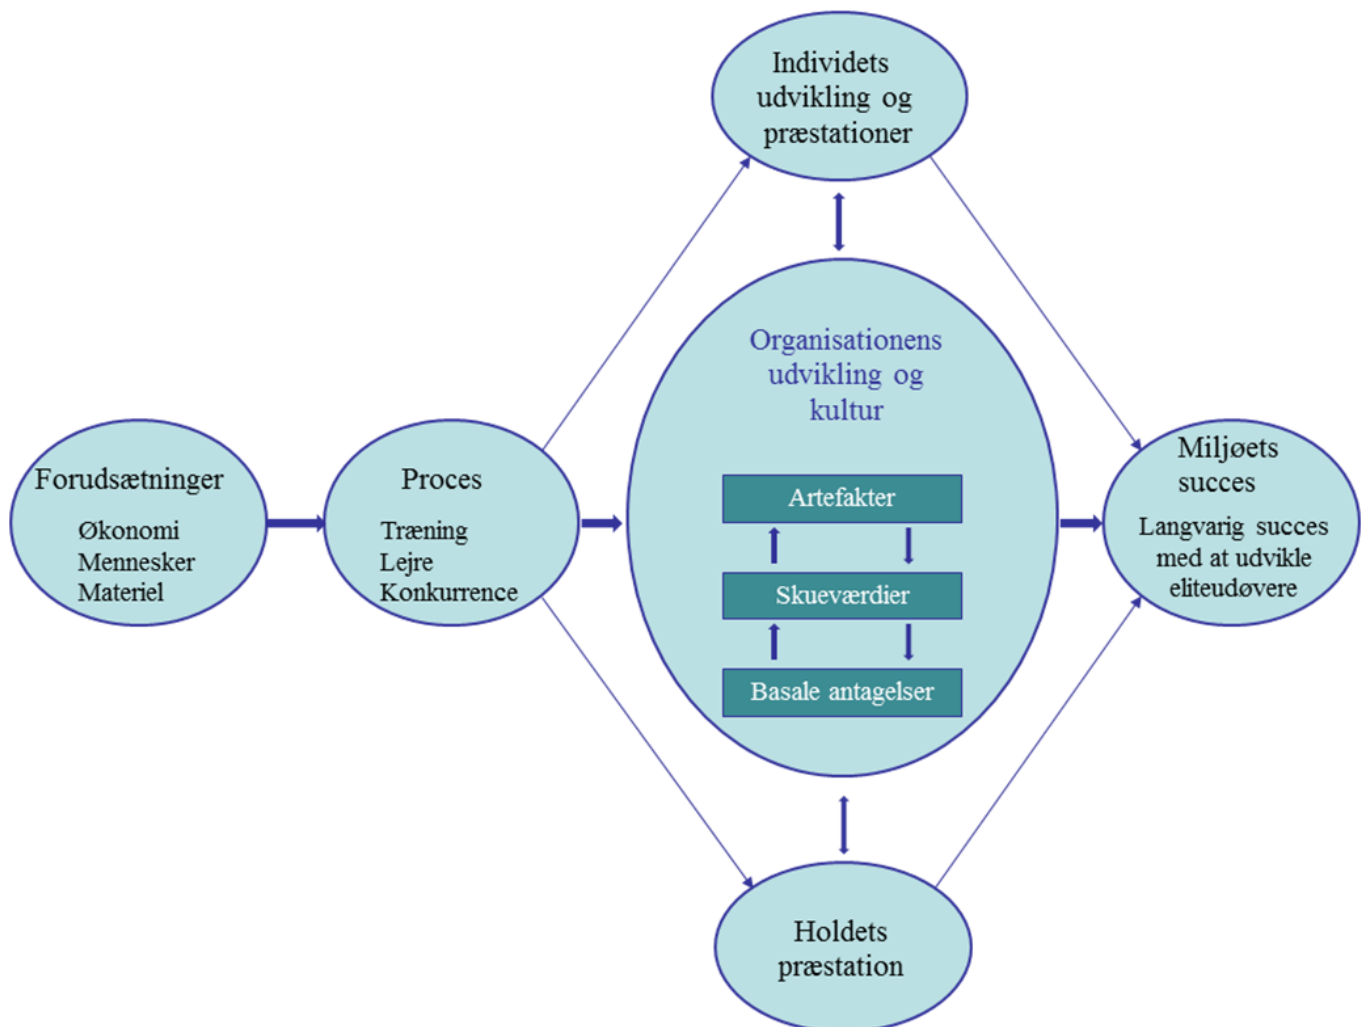 Individets
udvikling og
præstationer
Organisationens
udvikling og
kultur
Forudsætninger
Økonomi
Mennesker
Materiel
Proces
Træning
Lejre
Konkurrence
Artefakter
Skueværdier
Basale antagelser
Miljøets
succes
Langvarig succes
med at udvikle
eliteudøvere
Holdets
præstation